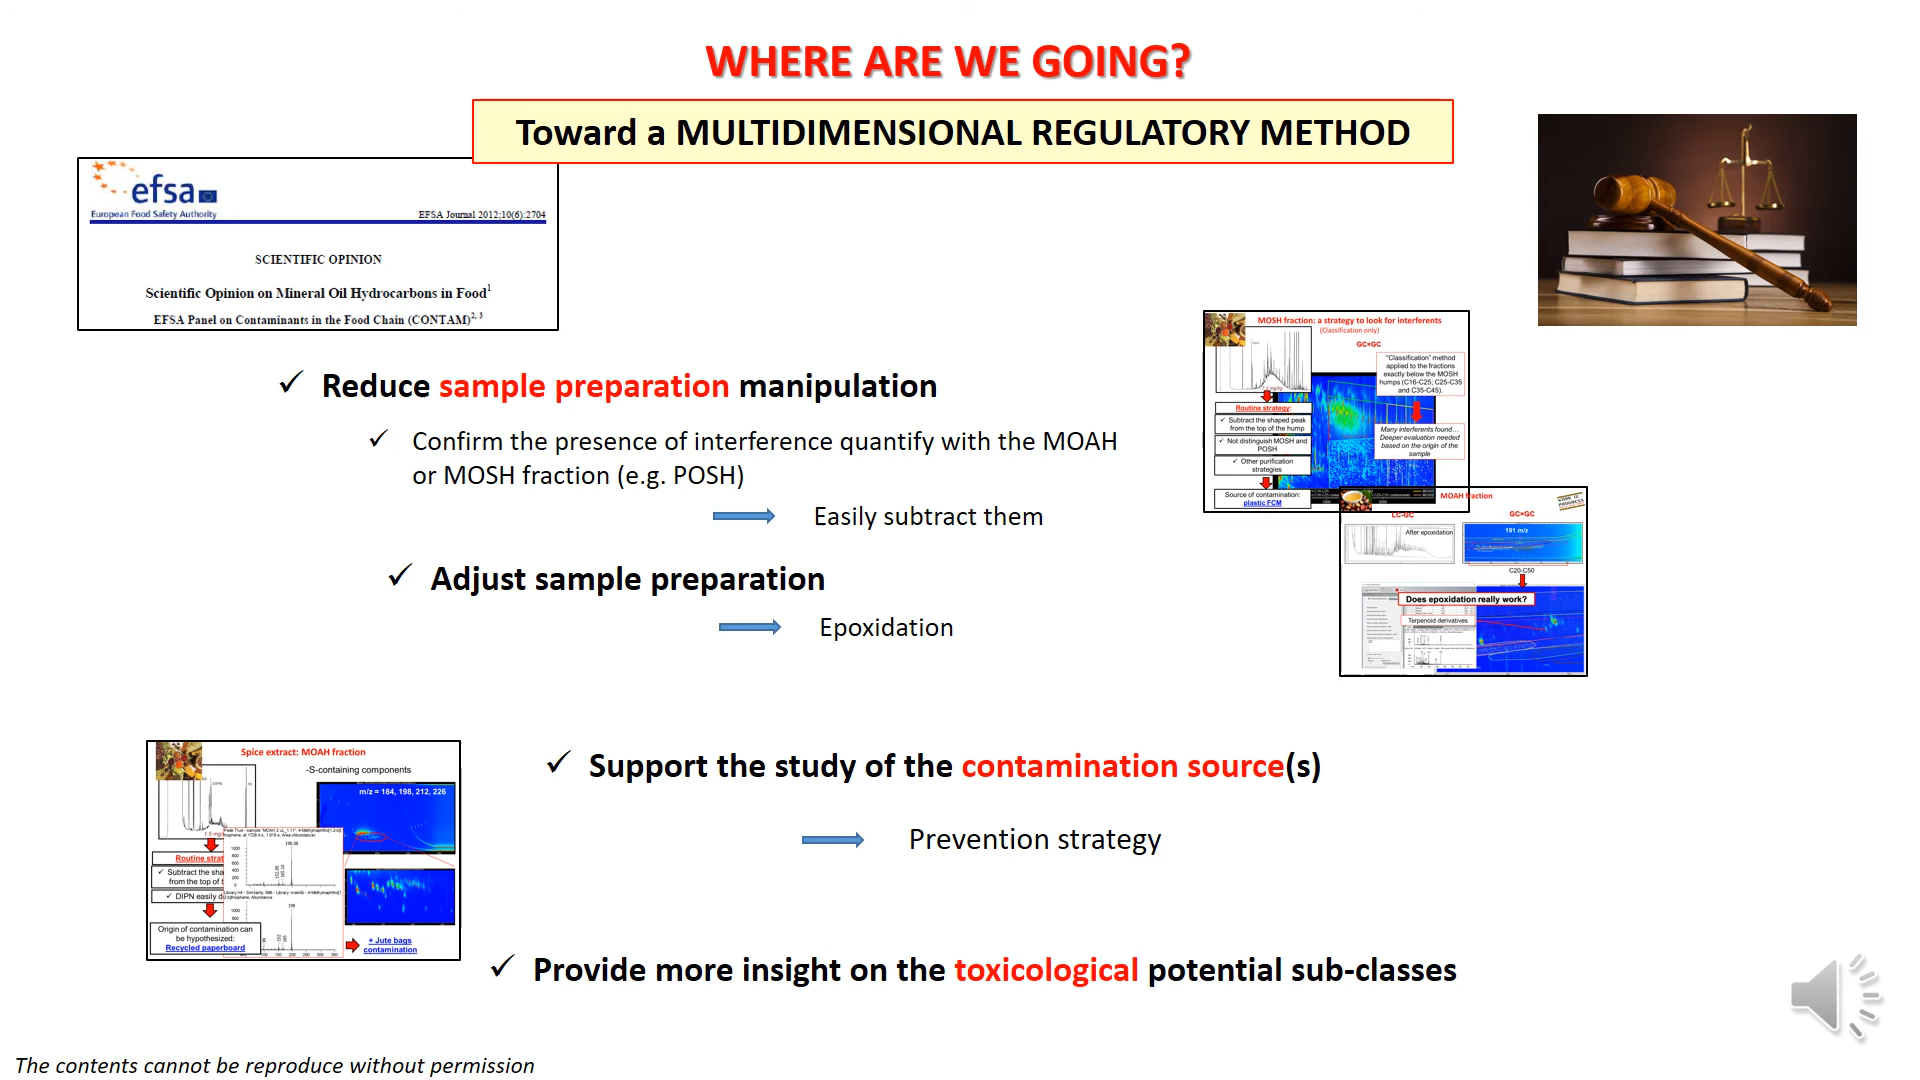 WHERE ARE WE GOING?
Toward a MULTIDIMENSIONAL REGULATORY METHOD
efsa
European Food Safety Authority
EFSA Journal 2012;10(6):2704
SCIENTIFIC OPINION
Scientific Opinion on Mineral Oil Hydrocarbons in Food1
EFSA Panel on Contaminants in the Food Chain (CONTAM)2, 3
✓ Reduce sample preparation manipulation
✓ Confirm the presence of interference quantify with the MOAH
or MOSH fraction (e.g. POSH)
Easily subtract them
✓ Adjust sample preparation
Epoxidation
MOSH fraction: a strategy to look for interferents
(Classification only)
GC×GC
"Classification" method
applied to the fractions
exactly below the MOSH
humps (C16-C25; C25-C35
and C35-C45).
Routine strategy:
✓ Subtract the shaped peak
from the top of the hump
✓ Not distinguish MOSH and
POSH
✓ Other purification
strategies
Source of contamination:
plastic FCM
Many interferents found...
Deeper evaluation needed
based on the origin of the
sample
MOAH fraction
WORK IN
PROGRESS
LC-GC
GC×GC
After epoxidation
191 m/z
C20-C50
Does epoxidation really work?
Terpenoid derivatives
✓ Support the study of the contamination source(s)
Prevention strategy
Spice extract: MOAH fraction
-S-containing components
m/z = 184, 198, 212, 226
Routine strat
✓ Subtract the sha
from the top of t
✓ DIPN easily d
Origin of contamination can
be hypothesized:
Recycled paperboard
+ Jute bags
contamination
✓ Provide more insight on the toxicological potential sub-classes
The contents cannot be reproduce without permission